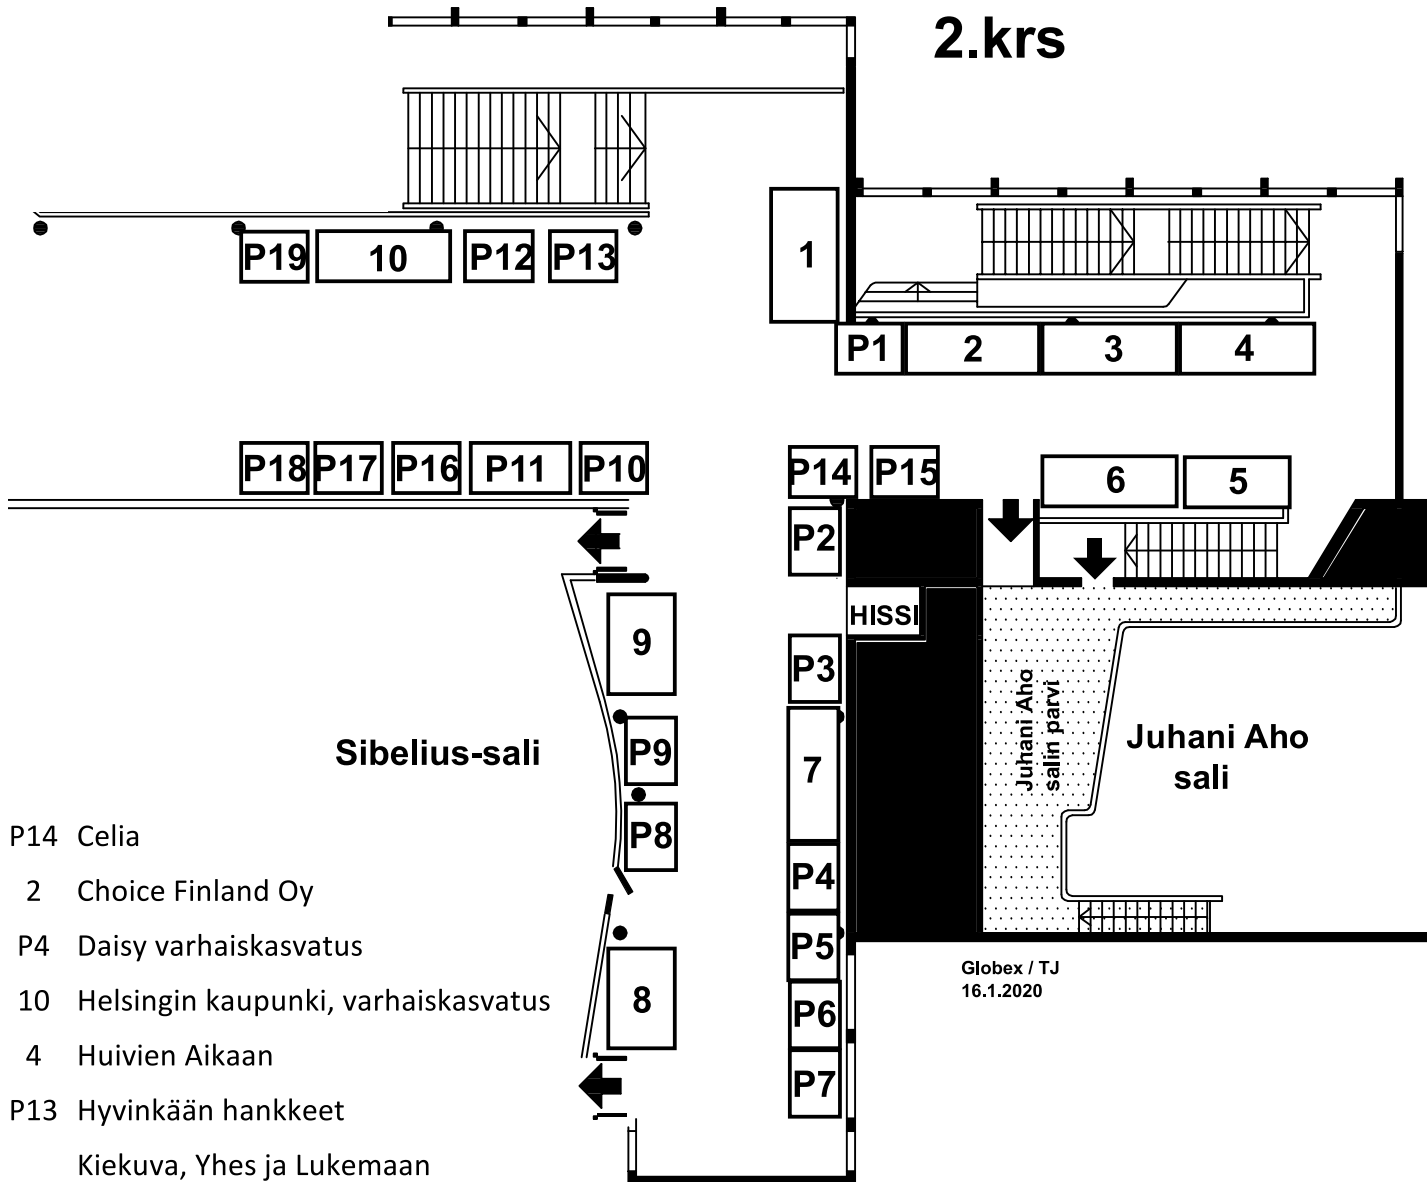 2.krs
1
P19
10
P12
P13
P1
2
3
4
P18
P17
P16
P11
P10
P14
P15
6
5
P2
HISSI
9
P3
Juhani Aho
salin parvi
Sibelius-sali
P9
7
Juhani Aho
sali
P8
P4
P5
8
P6
P7
Globex / TJ
16.1.2020
P14 Celia
2 Choice Finland Oy
P4 Daisy varhaiskasvatus
10 Helsingin kaupunki, varhaiskasvatus
4 Huivien Aikaan
P13 Hyvinkään hankkeet
Kiekuva, Yhes ja Lukemaan